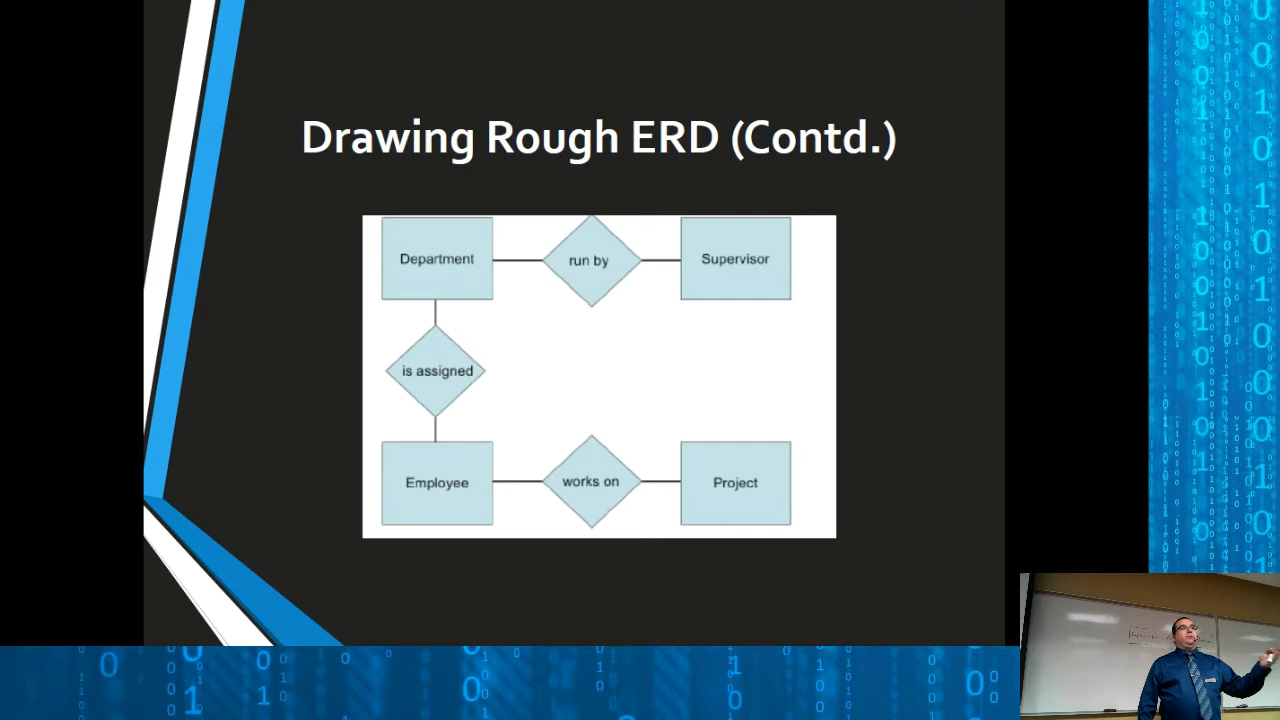 Drawing Rough ERD (Contd.)
Department
run by
Supervisor
is assigned
Employee
works on
Project